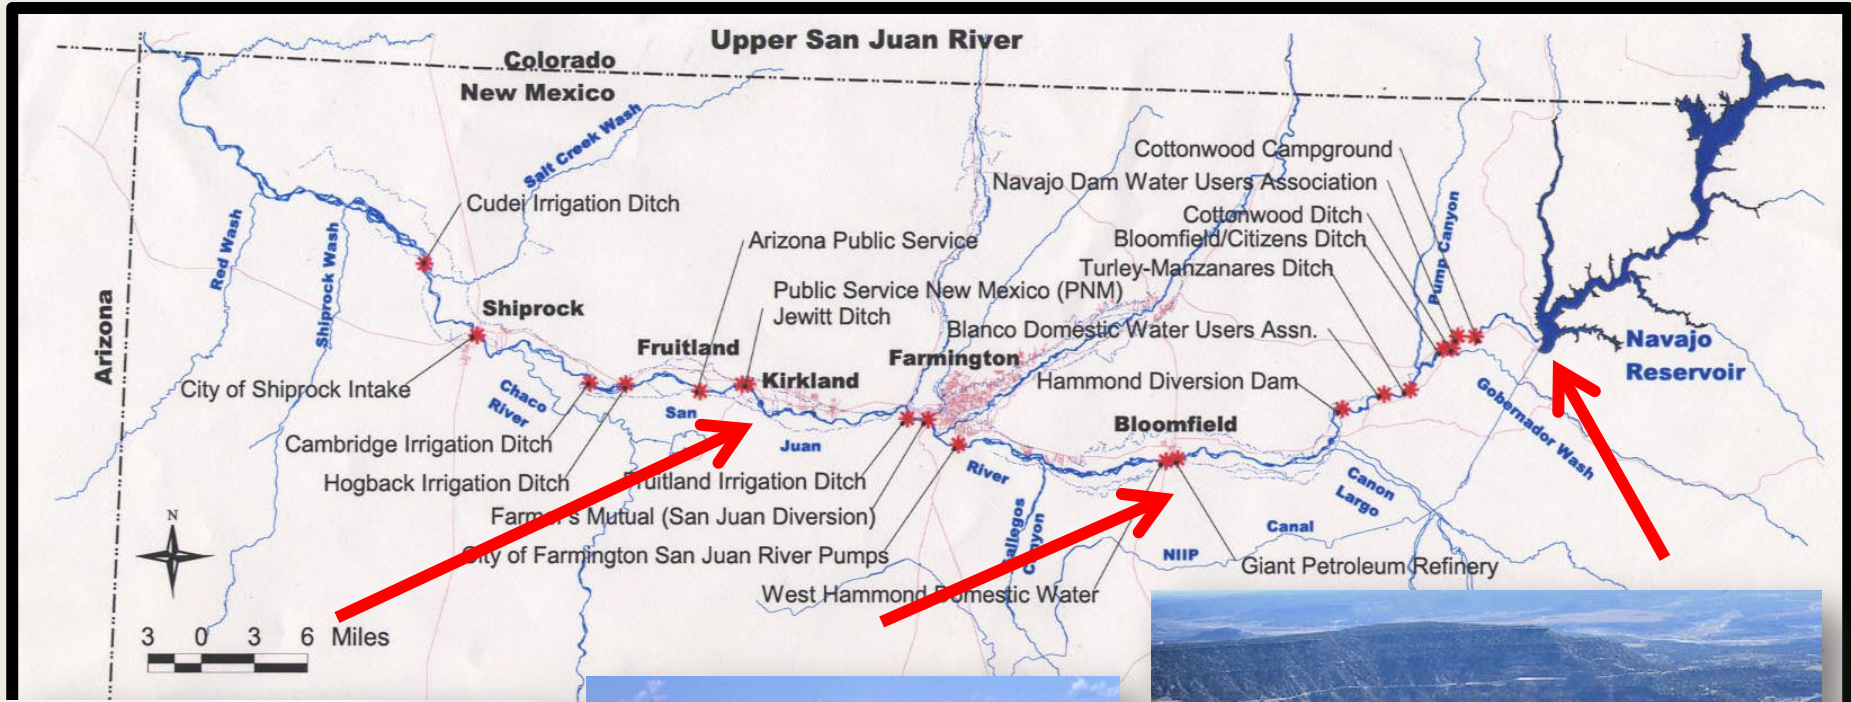 Upper San Juan River
Colorado
New Mexico
Arizona
Salt Creek Wash
Red Wash
Shiprock Wash
Cudei Irrigation Ditch
Cottonwood Campground
Navajo Dam Water Users Association
Cottonwood Ditch
Bloomfield/Citizens Ditch
Turley-Manzanares Ditch
Pump Canyon
Arizona Public Service
Public Service New Mexico (PNM)
Jewitt Ditch
Blanco Domestic Water Users Assn.
Shiprock
Fruitland
Kirkland
Farmington
Hammond Diversion Dam
Navajo
Reservoir
City of Shiprock Intake
Chaco
River
San
Juan
River
Bloomfield
Gobernador Wash
Cambridge Irrigation Ditch
Hogback Irrigation Ditch
Fruitland Irrigation Ditch
Farmer's Mutual (San Juan Diversion)
City of Farmington San Juan River Pumps
West Hammond Domestic Water
Gallegos
Canyon
Canon
Largo
Canal
NIIP
Giant Petroleum Refinery
N
3 0 3 6 Miles